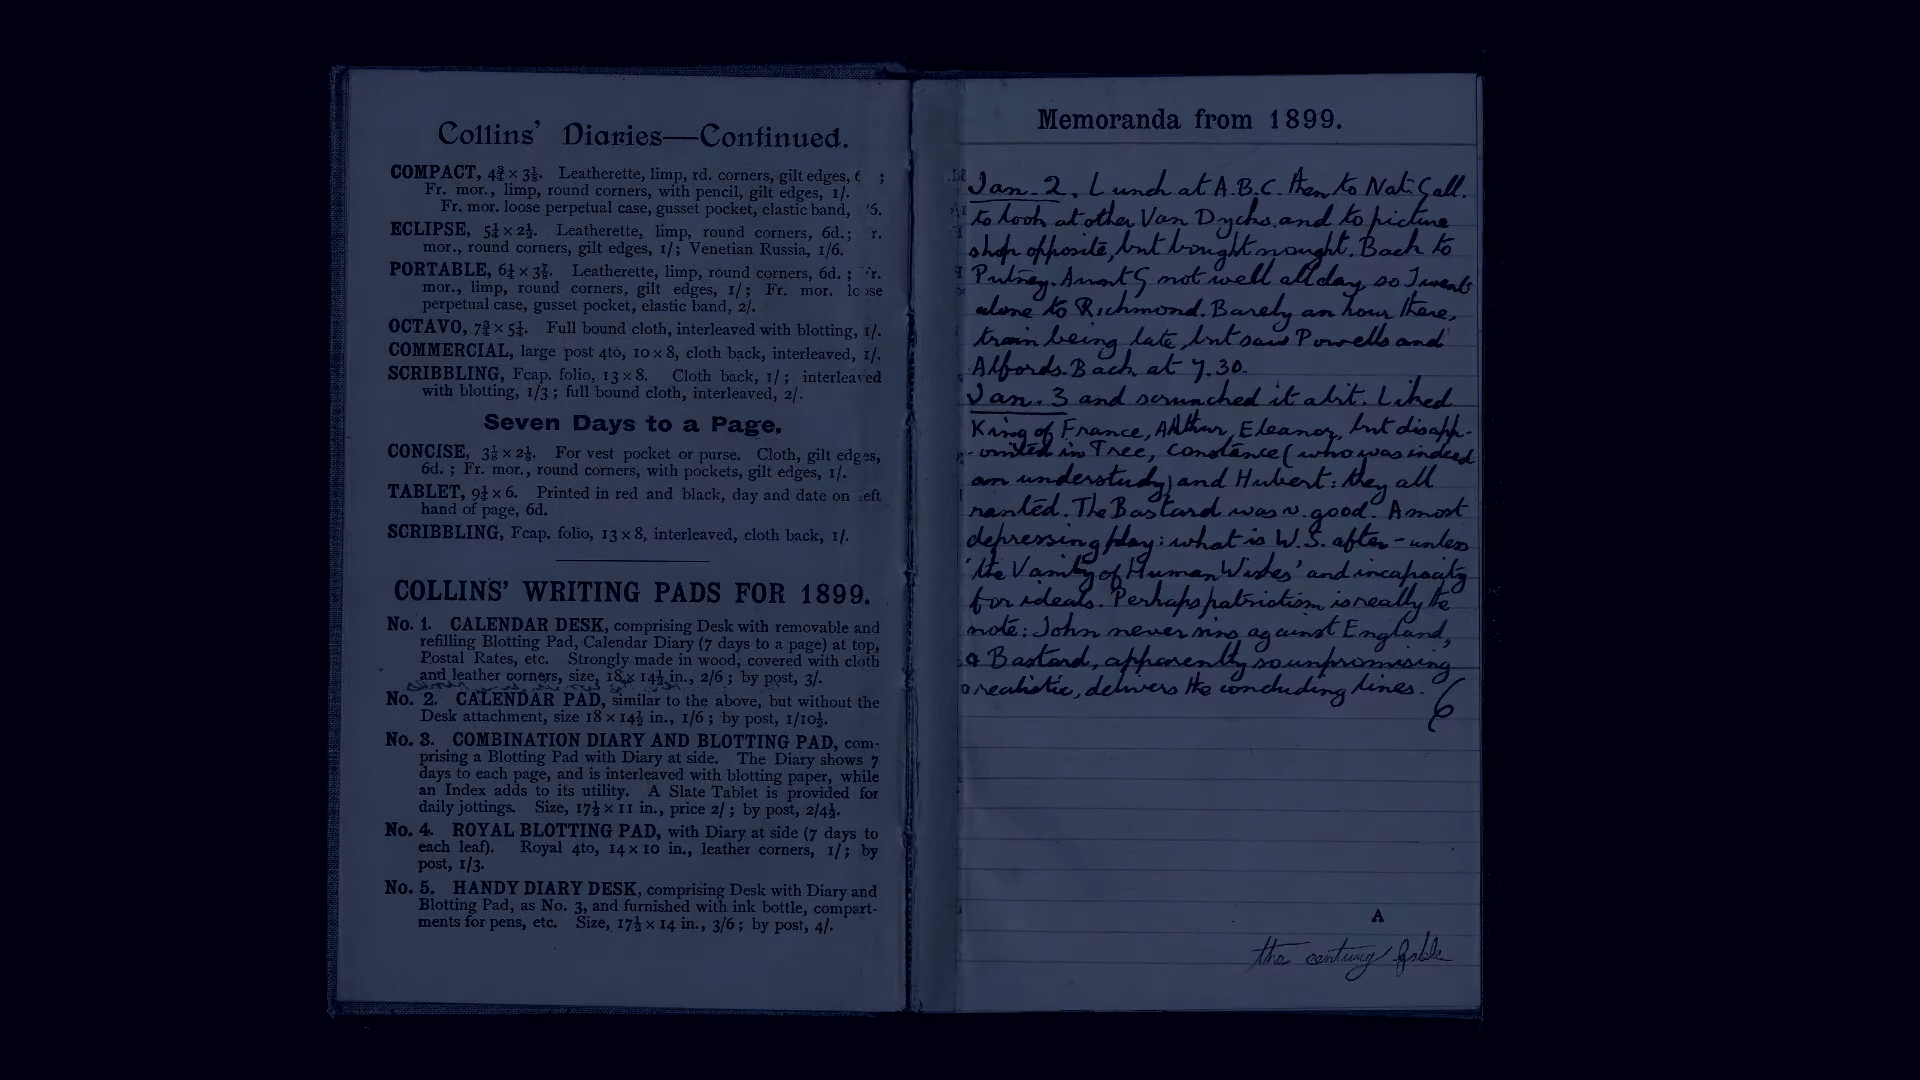 Collins' Diaries—Continued.
COMPACT, 4¾ × 3⅛. Leatherette, limp, rd. corners, gilt edges, 6 ;
Fr. mor., limp, round corners, with pencil, gilt edges, 1/.
Fr. mor. loose perpetual case, gusset pocket, elastic band, '6.
ECLIPSE, 5¼ × 2½. Leatherette, limp, round corners, 6d.; r.
mor., round corners, gilt edges, 1/; Venetian Russia, 1/6.
PORTABLE, 6¼ × 3⅞. Leatherette, limp, round corners, 6d. ; Fr.
mor., limp, round corners, gilt edges, 1/; Fr. mor. loose
perpetual case, gusset pocket, elastic band, 2/.
OCTAVO, 7¾ × 5¼. Full bound cloth, interleaved with blotting, 1/.
COMMERCIAL, large post 4to, 10 × 8, cloth back, interleaved, 1/.
SCRIBBLING, Fcap. folio, 13 × 8. Cloth back, 1/ ; interleaved
with blotting, 1/3 ; full bound cloth, interleaved, 2/.
Seven Days to a Page.
CONCISE, 3⅛ × 2⅛. For vest pocket or purse. Cloth, gilt edges,
6d. ; Fr. mor., round corners, with pockets, gilt edges, 1/.
TABLET, 9¼ × 6. Printed in red and black, day and date on left
hand of page, 6d.
SCRIBBLING, Fcap. folio, 13 × 8, interleaved, cloth back, 1/.
COLLINS' WRITING PADS FOR 1899.
No. 1. CALENDAR DESK, comprising Desk with removable and
refilling Blotting Pad, Calendar Diary (7 days to a page) at top,
Postal Rates, etc. Strongly made in wood, covered with cloth
and leather corners, size, 18 × 14½ in., 2/6 ; by post, 3/.
No. 2. CALENDAR PAD, similar to the above, but without the
Desk attachment, size 18 × 14½ in., 1/6 ; by post, 1/10½.
No. 3. COMBINATION DIARY AND BLOTTING PAD, com-
prising a Blotting Pad with Diary at side. The Diary shows 7
days to each page, and is interleaved with blotting paper, while
an Index adds to its utility. A Slate Tablet is provided for
daily jottings. Size, 17½ × 11 in., price 2/ ; by post, 2/4½.
No. 4. ROYAL BLOTTING PAD, with Diary at side (7 days to
each leaf). Royal 4to, 14 × 10 in., leather corners, 1/ ; by
post, 1/3.
No. 5. HANDY DIARY DESK, comprising Desk with Diary and
Blotting Pad, as No. 3, and furnished with ink bottle, compart-
ments for pens, etc. Size, 17½ × 14 in., 3/6 ; by post, 4/.
Memoranda from 1899.
Jan. 2. Lunch at A.B.C. then to Nat. Gall.
to look at other Van Dycks and to picture
shop opposite, but bought nought. Back to
Putney. Aunt G not well all day, so I went
alone to Richmond. Barely an hour there,
train being late, but saw Powells and
Alfords. Back at 7.30.
Jan. 3 and scrunched it abit. Liked
King of France, Arthur, Eleanor, but disapp-
-ointed in Tree, Constance (who was indeed
an understudy) and Hubert: they all
ranted. The Bastard was v. good. A most
depressing play: what is W.S. after - unless
'the Vanity of Human Wishes' and incapacity
for ideals. Perhaps patriotism is really the
note: John never sins against England,
& Bastard, apparently so unpromising
realistic, delivers the concluding lines.
6
A
the century